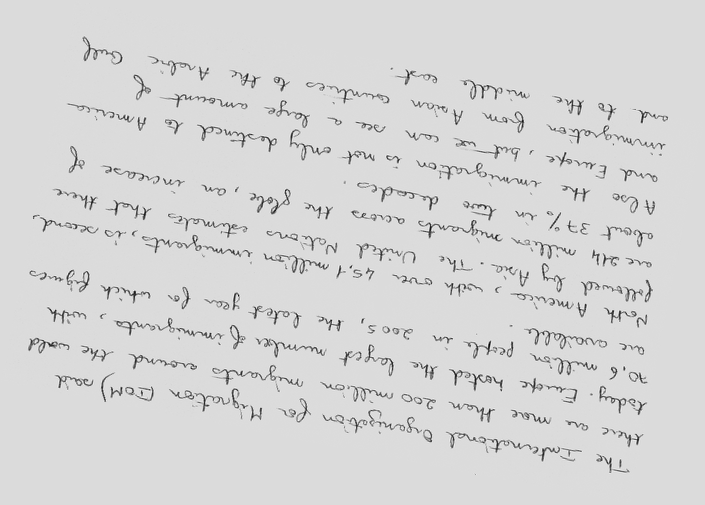 The International Organization for Migration (IOM) said
there are more than 200 million migrants around the world
today. Europe hosted the largest number of immigrants, with
70,6 million people in 2005, the latest year for which figures
are available.
North America, with over 45,1 million immigrants, is second,
followed by Asia. The United Nations estimates that there
are 214 million migrants across the globe, an increase of
about 37% in two decades.
Also the immigration is not only destined to America
and Europe, but we can see a large amount of
immigration from Asian countries to the Arabic Gulf
and to the middle east.